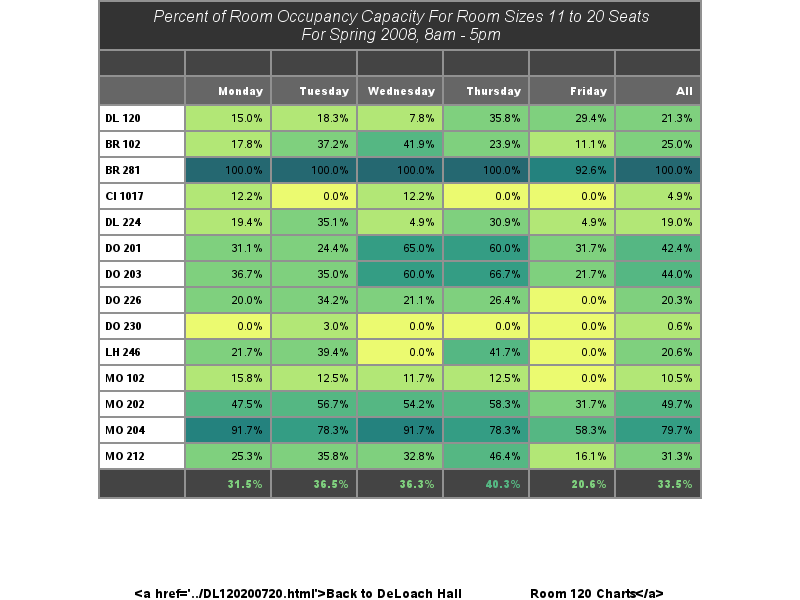 Percent of Room Occupancy Capacity For Room Sizes 11 to 20 Seats
For Spring 2008, 8am - 5pm
Monday Tuesday Wednesday Thursday Friday All
DL 120 15.0% 18.3% 7.8% 35.8% 29.4% 21.3%
BR 102 17.8% 37.2% 41.9% 23.9% 11.1% 25.0%
BR 281 100.0% 100.0% 100.0% 100.0% 92.6% 100.0%
CI 1017 12.2% 0.0% 12.2% 0.0% 0.0% 4.9%
DL 224 19.4% 35.1% 4.9% 30.9% 4.9% 19.0%
DO 201 31.1% 24.4% 65.0% 60.0% 31.7% 42.4%
DO 203 36.7% 35.0% 60.0% 66.7% 21.7% 44.0%
DO 226 20.0% 34.2% 21.1% 26.4% 0.0% 20.3%
DO 230 0.0% 3.0% 0.0% 0.0% 0.0% 0.6%
LH 246 21.7% 39.4% 0.0% 41.7% 0.0% 20.6%
MO 102 15.8% 12.5% 11.7% 12.5% 0.0% 10.5%
MO 202 47.5% 56.7% 54.2% 58.3% 31.7% 49.7%
MO 204 91.7% 78.3% 91.7% 78.3% 58.3% 79.7%
MO 212 25.3% 35.8% 32.8% 46.4% 16.1% 31.3%
31.5% 36.5% 36.3% 40.3% 20.6% 33.5%
<a href='../DL120200720.html'>Back to DeLoach Hall Room 120 Charts</a>